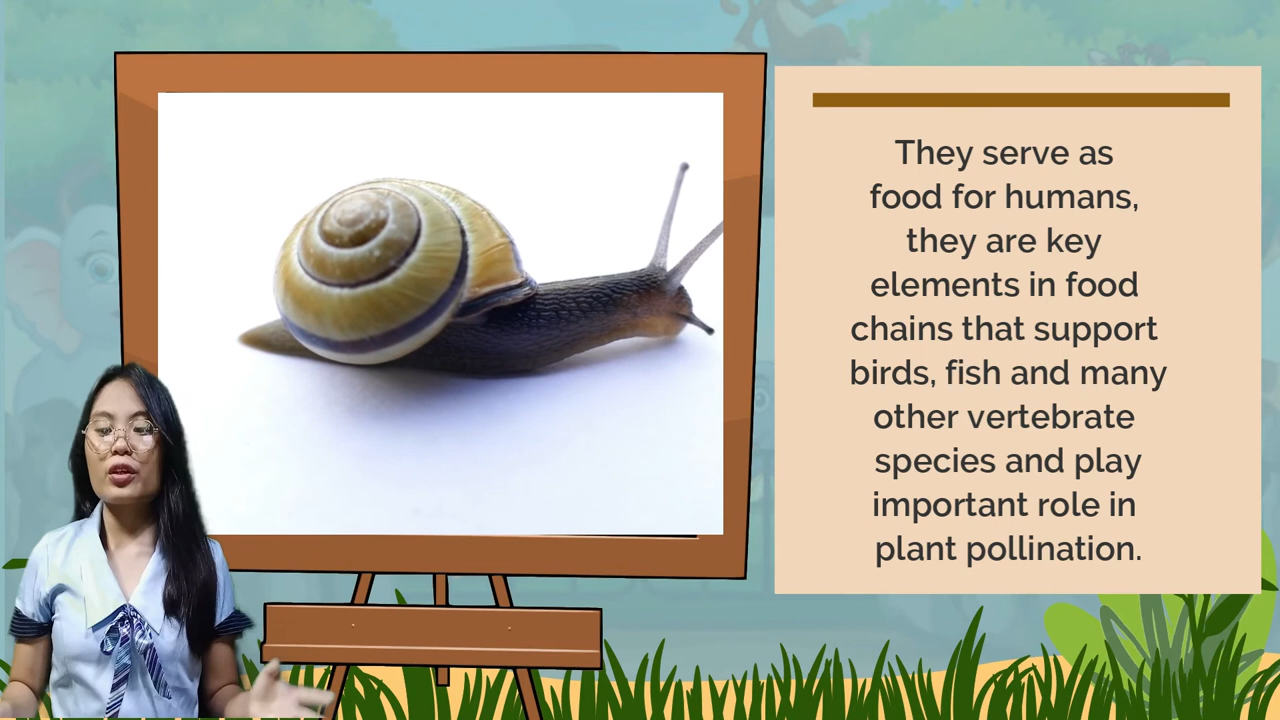 They serve as
food for humans,
they are key
elements in food
chains that support
birds, fish and many
other vertebrate
species and play
important role in
plant pollination.